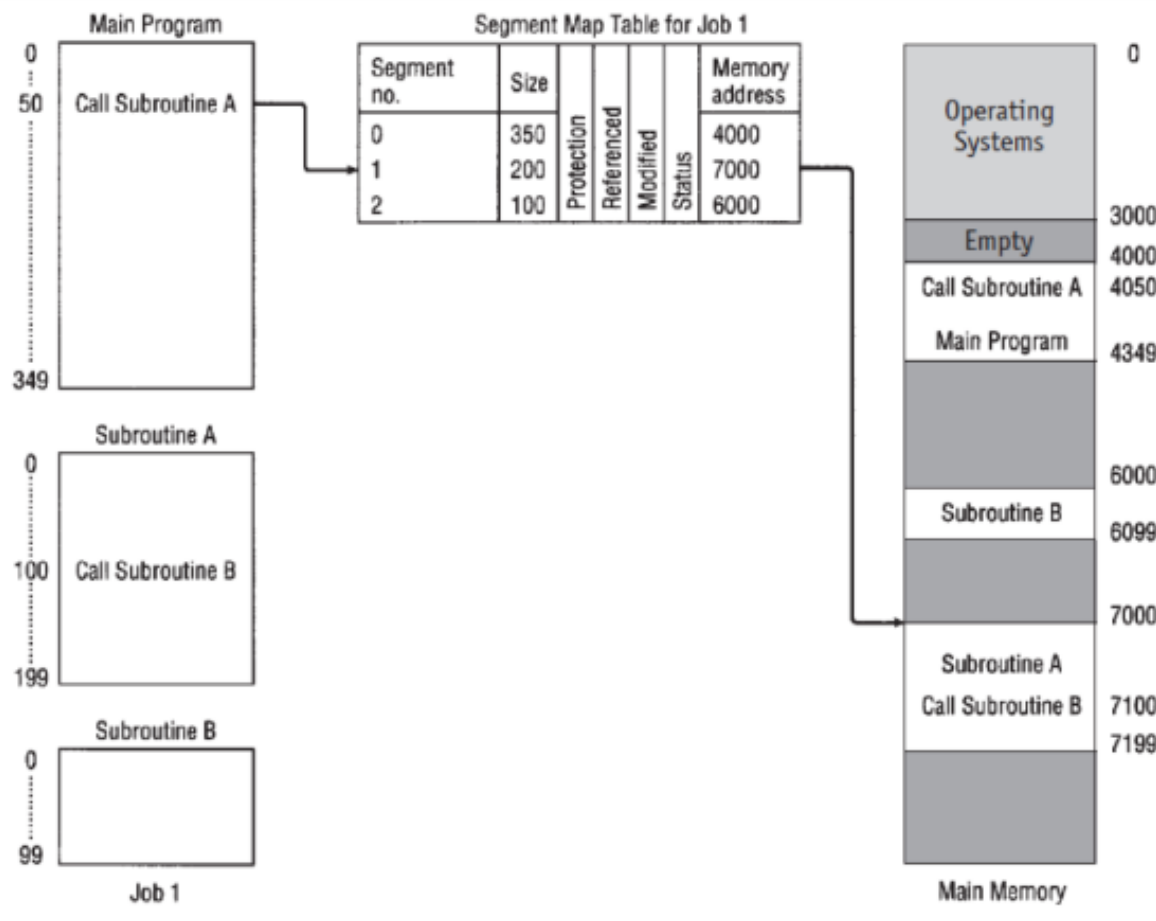 Main Program
0
50
Call Subroutine A
349
Subroutine A
0
100
Call Subroutine B
199
Subroutine B
0
99
Job 1
Segment Map Table for Job 1
Segment no.
Size
Protection
Referenced
Modified
Status
Memory address
0
350
4000
1
200
7000
2
100
6000
0
Operating
Systems
3000
Empty
4000
Call Subroutine A
4050
Main Program
4349
6000
Subroutine B
6099
7000
Subroutine A
Call Subroutine B
7100
7199
Main Memory